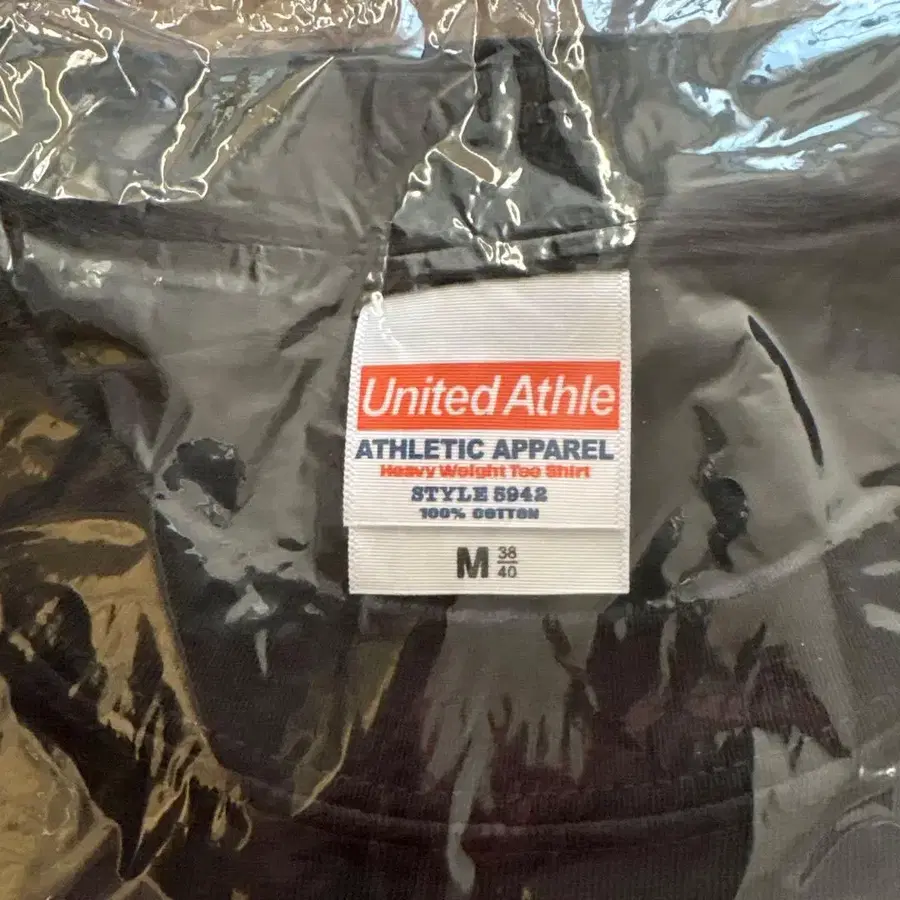 United Athle
ATHLETIC APPAREL
Heavy Weight Tee Shirt
STYLE 5942
100% COTTON
M 38
40